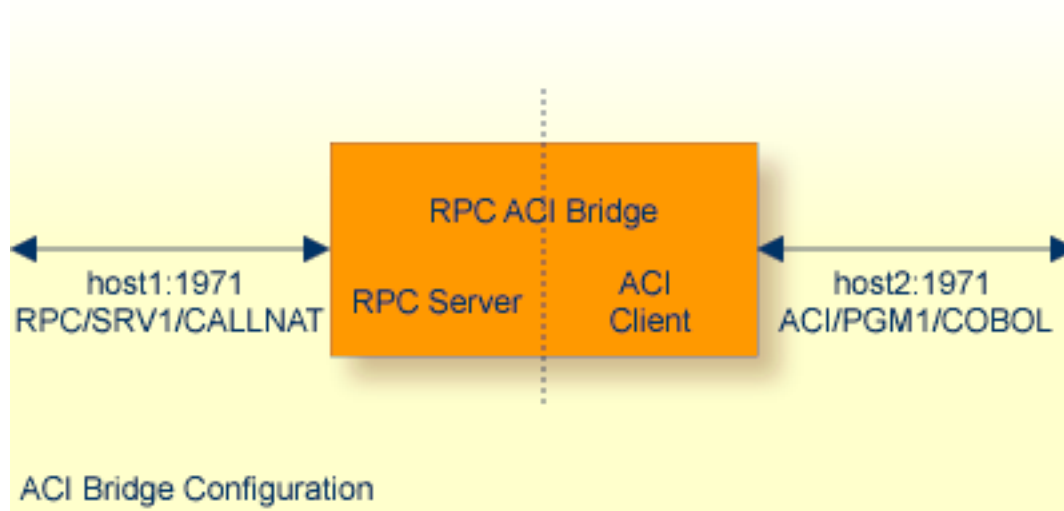 RPC ACI Bridge
host1:1971
RPC/SRV1/CALLNAT
RPC Server
ACI
Client
host2:1971
ACI/PGM1/COBOL
ACI Bridge Configuration